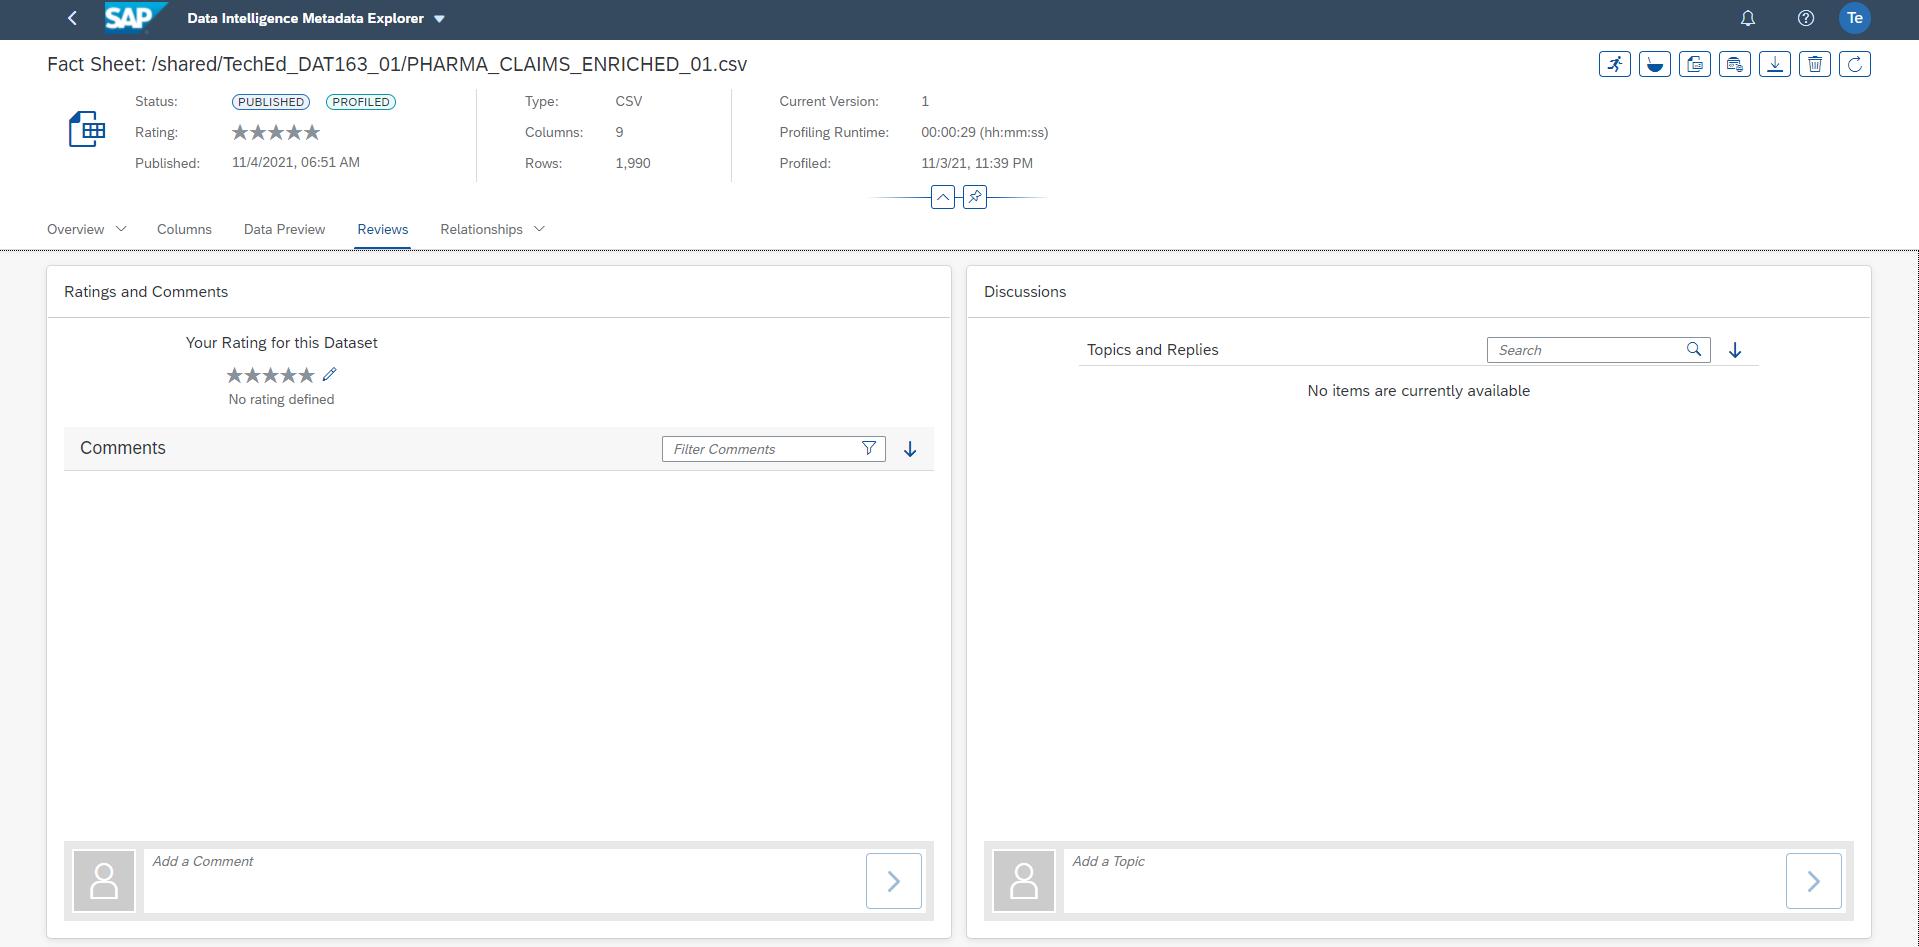 SAP Data Intelligence Metadata Explorer
Te
Fact Sheet: /shared/TechEd_DAT163_01/PHARMA_CLAIMS_ENRICHED_01.csv
Status: PUBLISHED PROFILED Type: CSV Current Version: 1
Rating: Columns: 9 Profiling Runtime: 00:00:29 (hh:mm:ss)
Published: 11/4/2021, 06:51 AM Rows: 1,990 Profiled: 11/3/21, 11:39 PM
Overview Columns Data Preview Reviews Relationships
Ratings and Comments
Your Rating for this Dataset
No rating defined
Comments Filter Comments
Add a Comment
Discussions
Topics and Replies Search
No items are currently available
Add a Topic